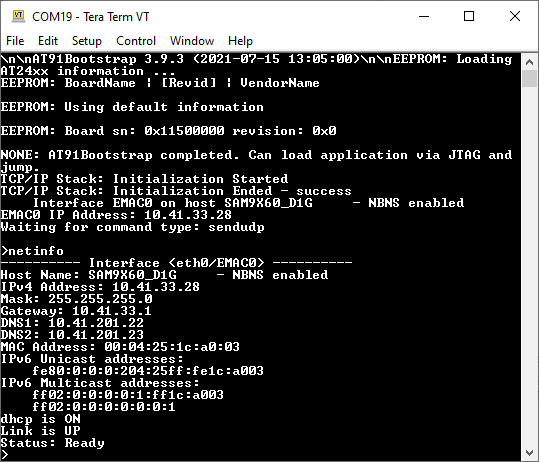 COM19 - Tera Term VT
File Edit Setup Control Window Help
\n\nAT91Bootstrap 3.9.3 (2021-07-15 13:05:00)\n\nEEPROM: Loading
AT24xx information ...
EEPROM: BoardName | [Revid] | VendorName
EEPROM: Using default information
EEPROM: Board sn: 0x11500000 revision: 0x0
NONE: AT91Bootstrap completed. Can load application via JTAG and
jump.
TCP/IP Stack: Initialization Started
TCP/IP Stack: Initialization Ended - success
    Interface EMAC0 on host SAM9X60_D1G     - NBNS enabled
EMAC0 IP Address: 10.41.33.28
Waiting for command type: sendudp
>netinfo
---------- Interface <eth0/EMAC0> ----------
Host Name: SAM9X60_D1G     - NBNS enabled
IPv4 Address: 10.41.33.28
Mask: 255.255.255.0
Gateway: 10.41.33.1
DNS1: 10.41.201.22
DNS2: 10.41.201.23
MAC Address: 00:04:25:1c:a0:03
IPv6 Unicast addresses:
    fe80:0:0:0:204:25ff:fe1c:a003
IPv6 Multicast addresses:
    ff02:0:0:0:0:1:ff1c:a003
    ff02:0:0:0:0:0:0:1
dhcp is ON
Link is UP
Status: Ready
>